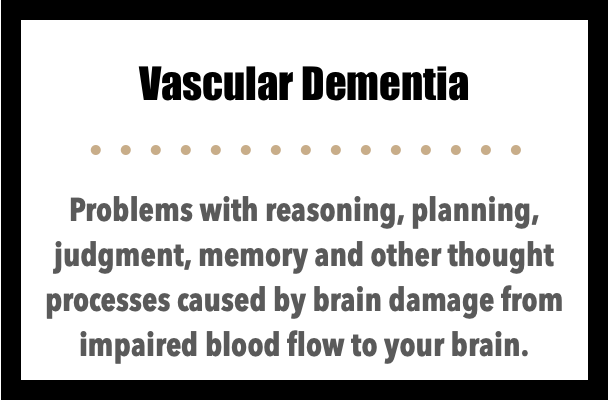 Vascular Dementia
Problems with reasoning, planning,
judgment, memory and other thought
processes caused by brain damage from
impaired blood flow to your brain.